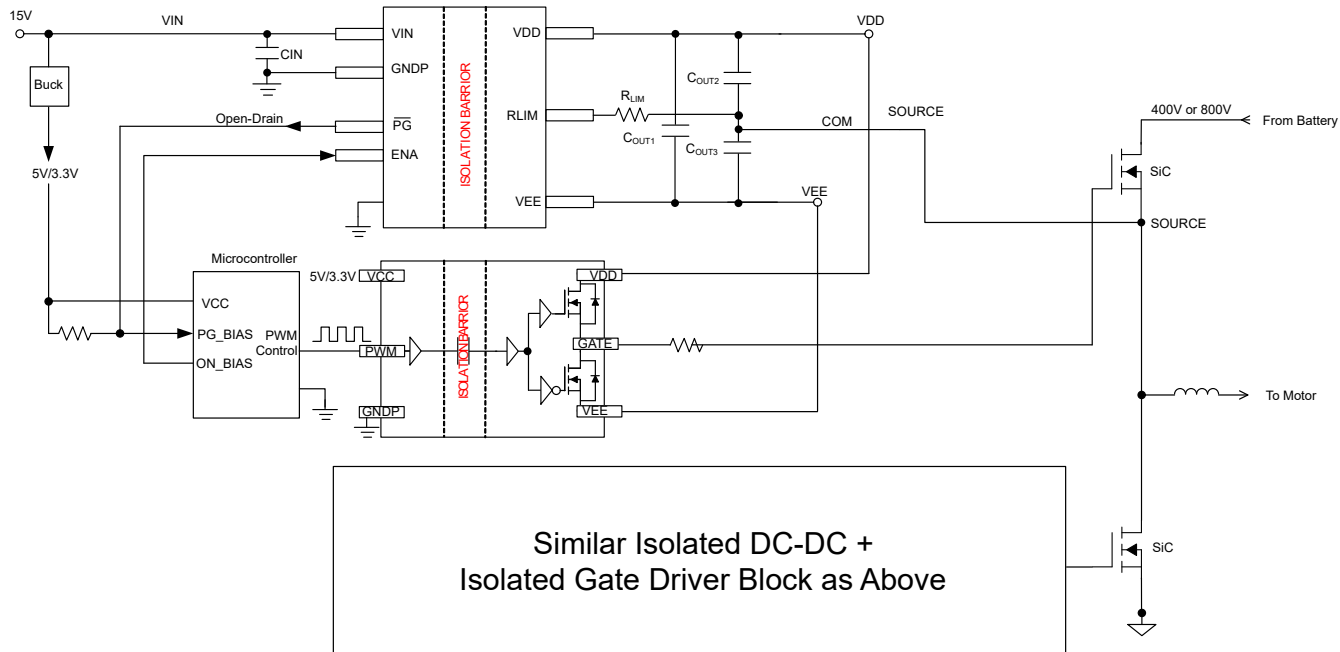 15V
VIN
Buck
5V/3.3V
CIN
VIN
GNDP
PG
ENA
Open-Drain
ISOLATION BARRIER
VDD
RLIM
VEE
RLIM
COUT1
COUT2
COUT3
VDD
COM
SOURCE
VEE
400V or 800V
From Battery
SiC
SOURCE
Microcontroller
VCC
PG_BIAS
ON_BIAS
PWM
Control
5V/3.3V
VCC
PWM
GNDP
ISOLATION BARRIER
VDD
GATE
VEE
To Motor
SiC
Similar Isolated DC-DC +
Isolated Gate Driver Block as Above